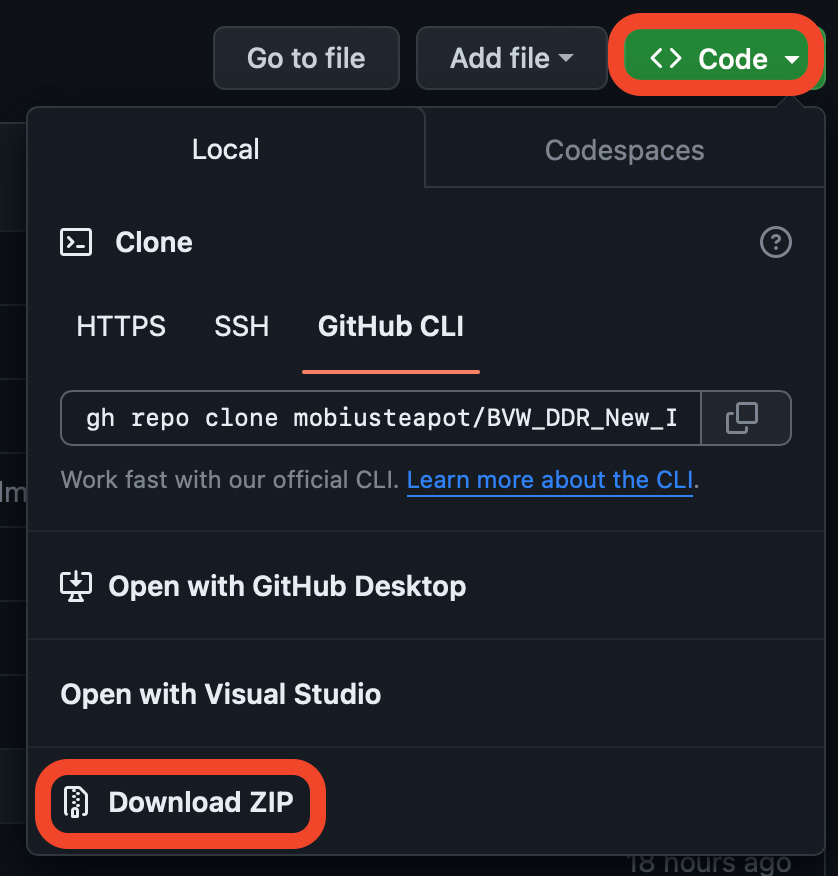 Go to file Add file Code
Local Codespaces
Clone
HTTPS SSH GitHub CLI
gh repo clone mobiusteapot/BVW_DDR_New_I
Work fast with our official CLI. Learn more about the CLI.
Open with GitHub Desktop
Open with Visual Studio
Download ZIP
18 hours ago